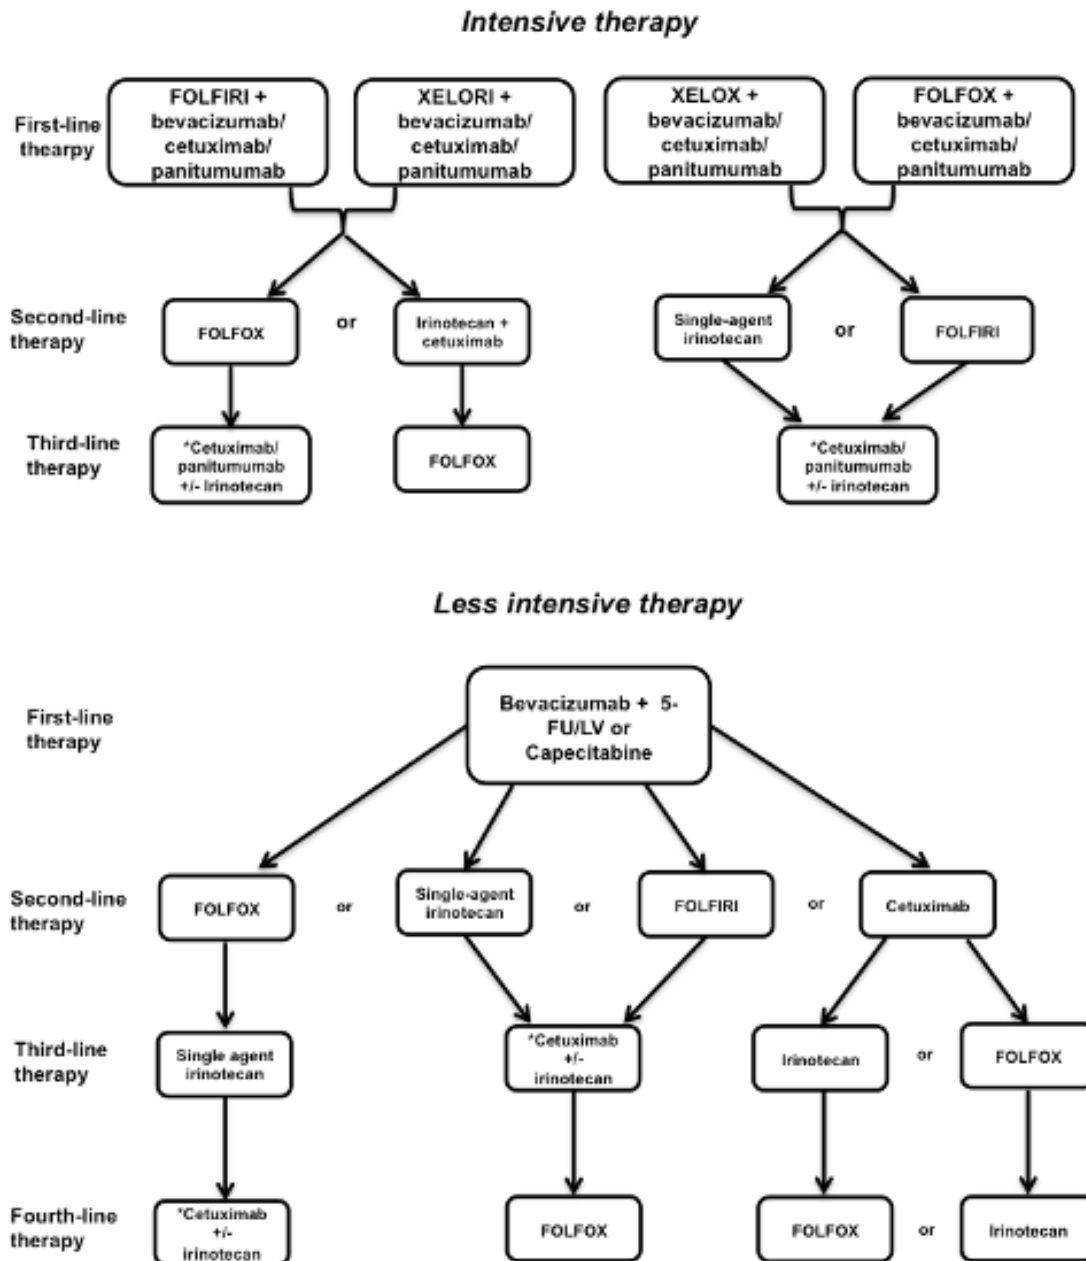 Intensive therapy
First-line
thearpy
FOLFIRI +
bevacizumab/
cetuximab/
panitumumab
XELORI +
bevacizumab/
cetuximab/
panitumumab
XELOX +
bevacizumab/
cetuximab/
panitumumab
FOLFOX +
bevacizumab/
cetuximab/
panitumumab
Second-line
therapy
FOLFOX
or
Irinotecan +
cetuximab
Single-agent
irinotecan
or
FOLFIRI
Third-line
therapy
*Cetuximab/
panitumumab
+/- Irinotecan
FOLFOX
*Cetuximab/
panitumumab
+/- irinotecan
Less intensive therapy
First-line
therapy
Bevacizumab + 5-
FU/LV or
Capecitabine
Second-line
therapy
FOLFOX
or
Single-agent
irinotecan
or
FOLFIRI
or
Cetuximab
Third-line
therapy
Single agent
irinotecan
*Cetuximab
+/-
irinotecan
Irinotecan
or
FOLFOX
Fourth-line
therapy
*Cetuximab
+/-
irinotecan
FOLFOX
FOLFOX
or
Irinotecan